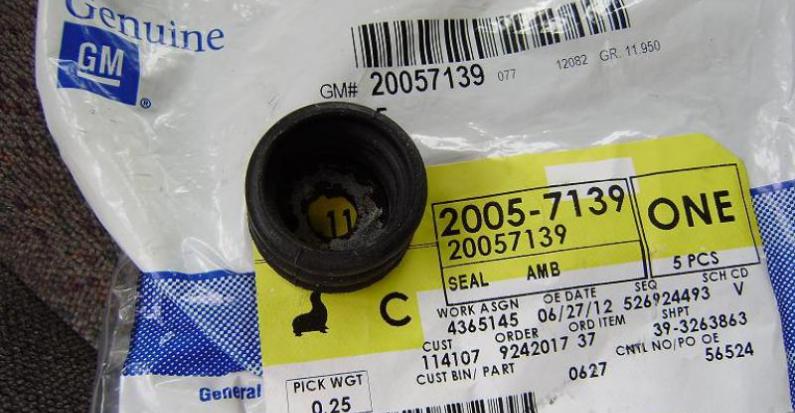 Genuine
GM
®
GM# 20057139 077 12082 GR. 11.950
11
2005-7139
20057139
ONE
SEAL AMB
5 PCS
C
WORK ASGN OE DATE SEQ SCH CD
4365145 06/27/12 526924493 V
CUST ORDER ORD ITEM SHPT
114107 9242017 37 39-3263863
CUST BIN/ PART 0627 CNTL NO/PO OE
56524
General
PICK WGT
0.25